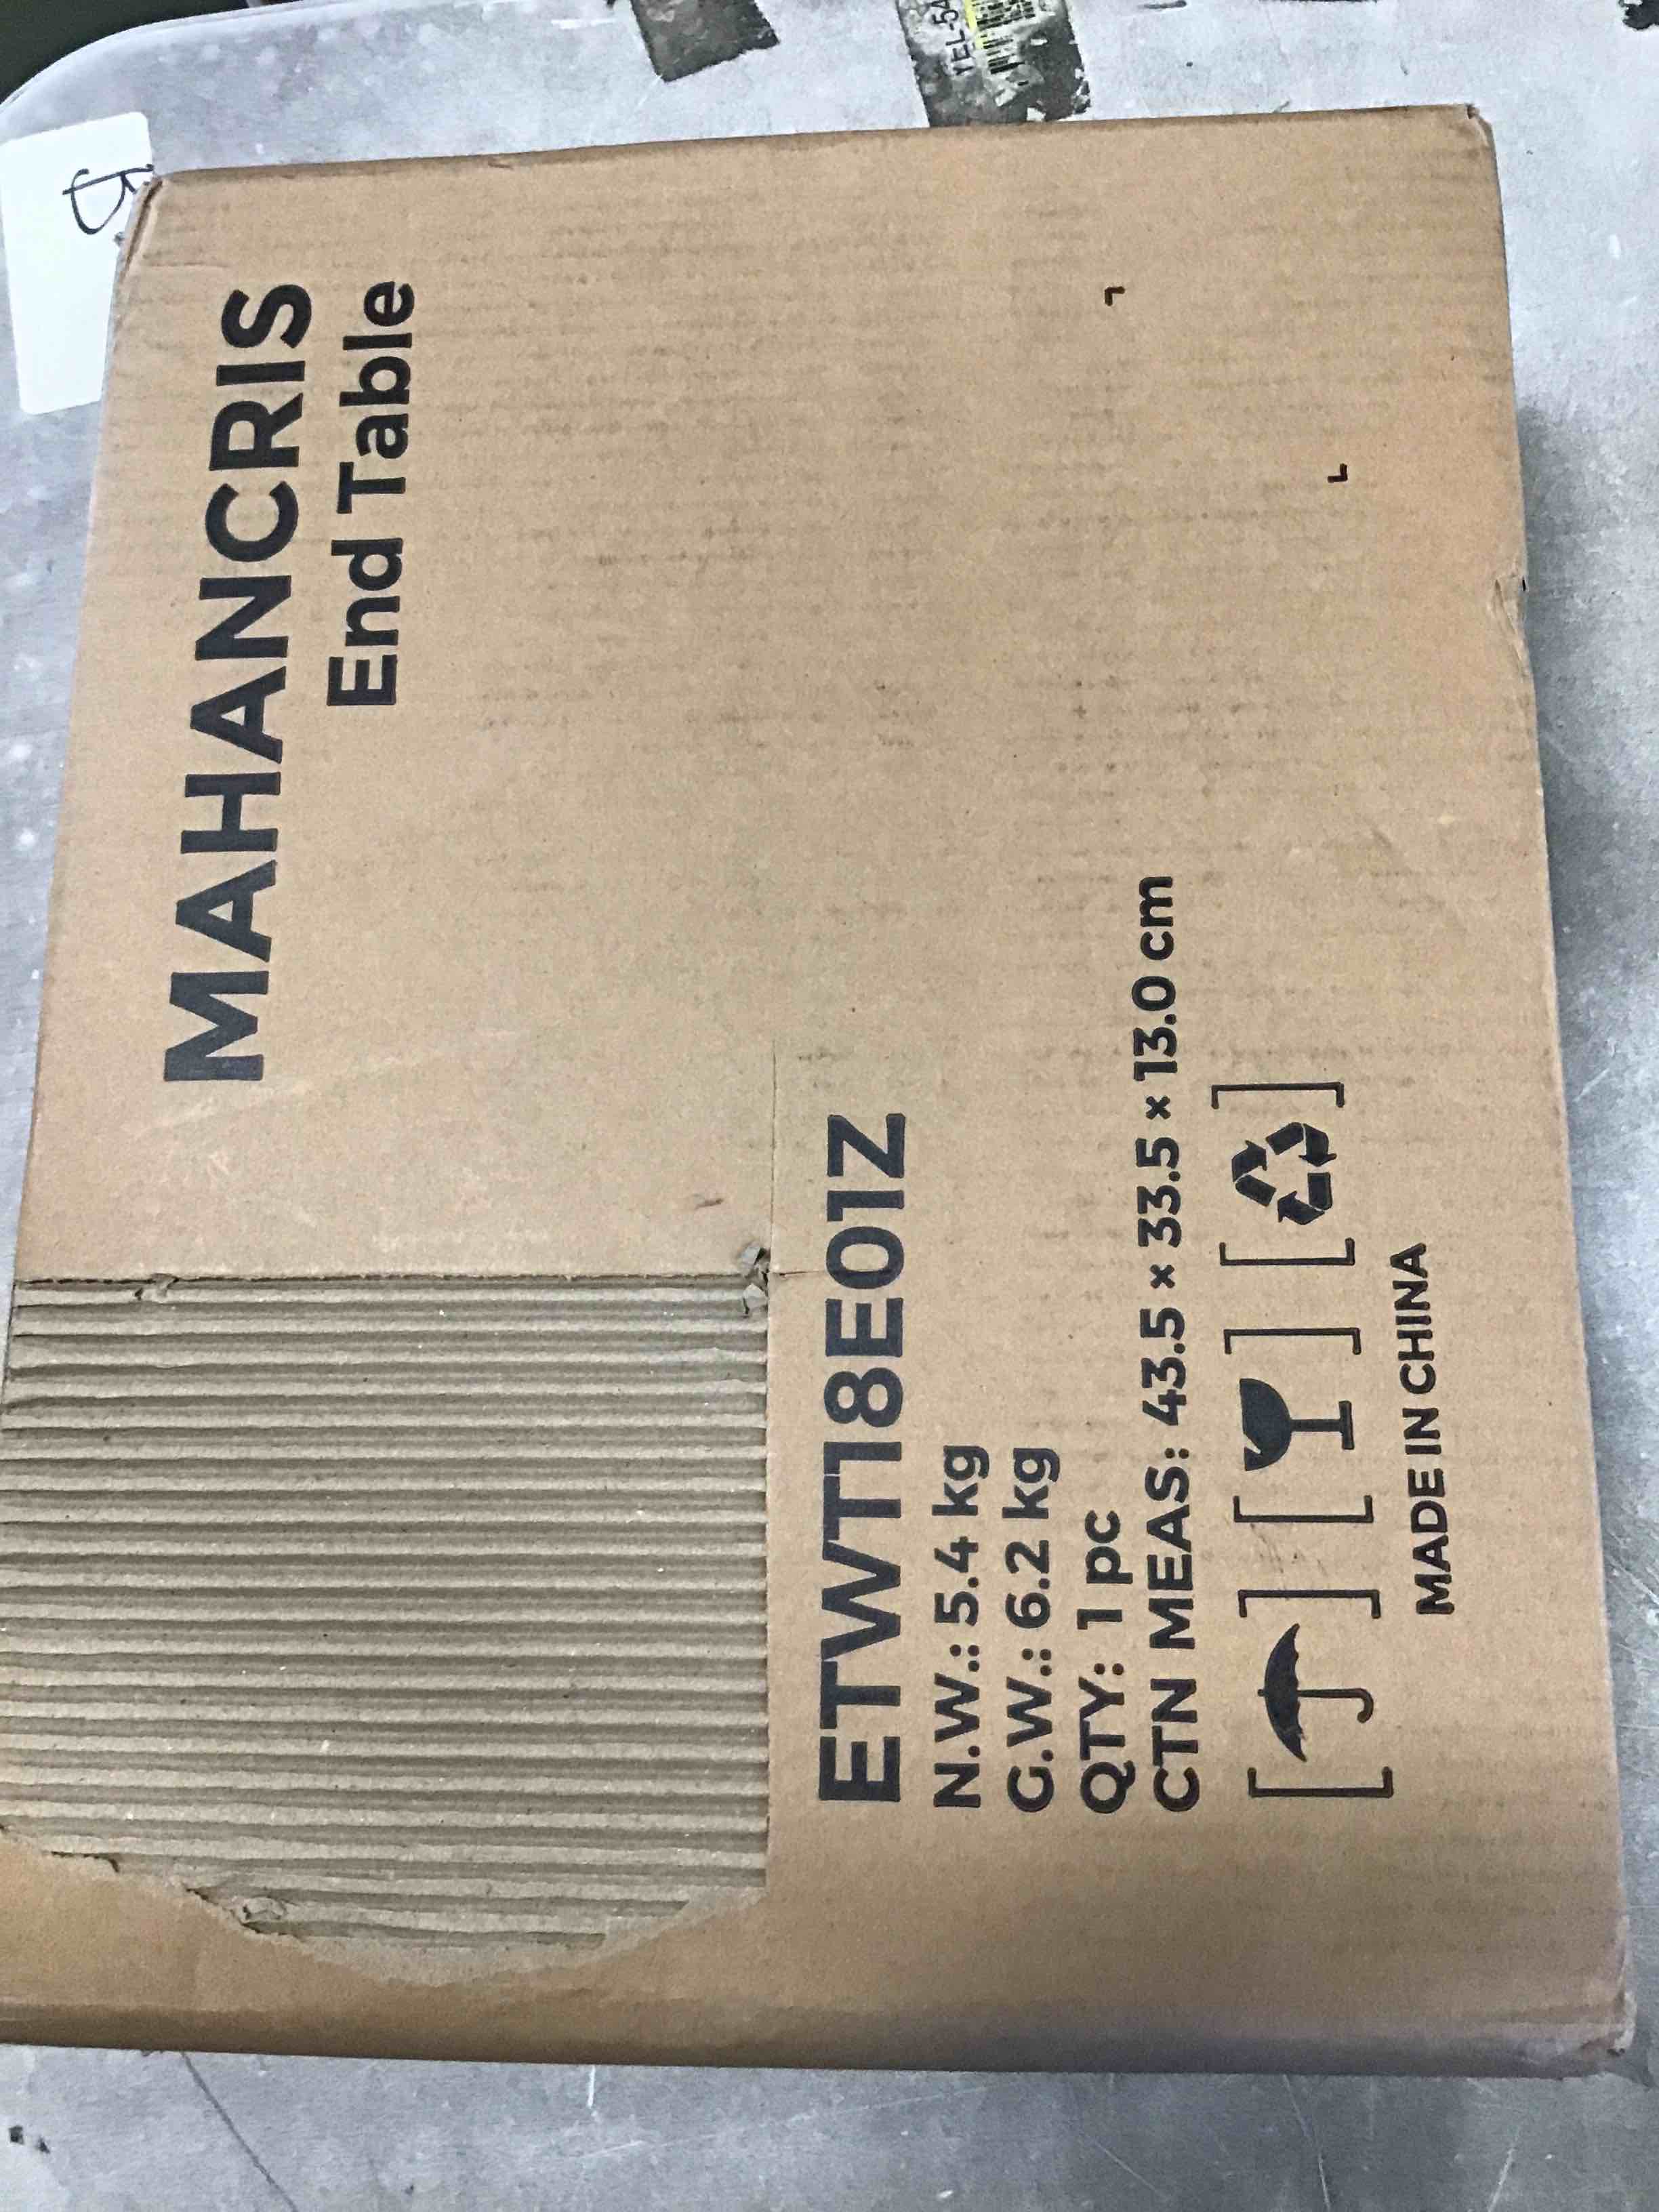 MAHANCRIS
End Table
ETWT18E01Z
N.W.: 5.4 kg
G.W.: 6.2 kg
QTY: 1 pc
CTN MEAS: 43.5 × 33.5 × 13.0 cm
MADE IN CHINA